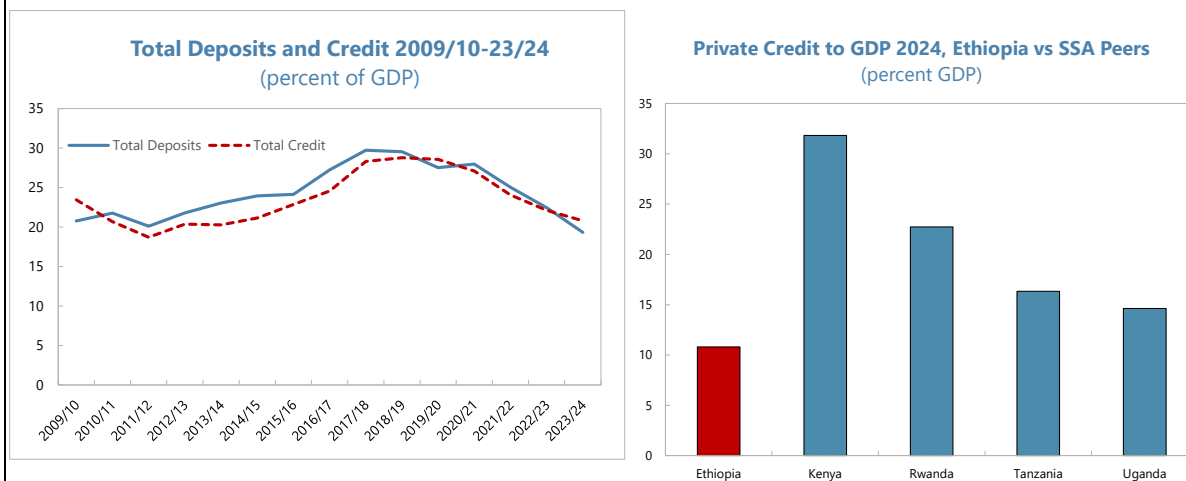 Total Deposits and Credit 2009/10-23/24
(percent of GDP)
35
30
25
20
15
10
5
0
Total Deposits
Total Credit
2009/10
2010/11
2011/12
2012/13
2013/14
2014/15
2015/16
2016/17
2017/18
2018/19
2019/20
2020/21
2021/22
2022/23
2023/24
Private Credit to GDP 2024, Ethiopia vs SSA Peers
(percent GDP)
35
30
25
20
15
10
5
0
Ethiopia
Kenya
Rwanda
Tanzania
Uganda